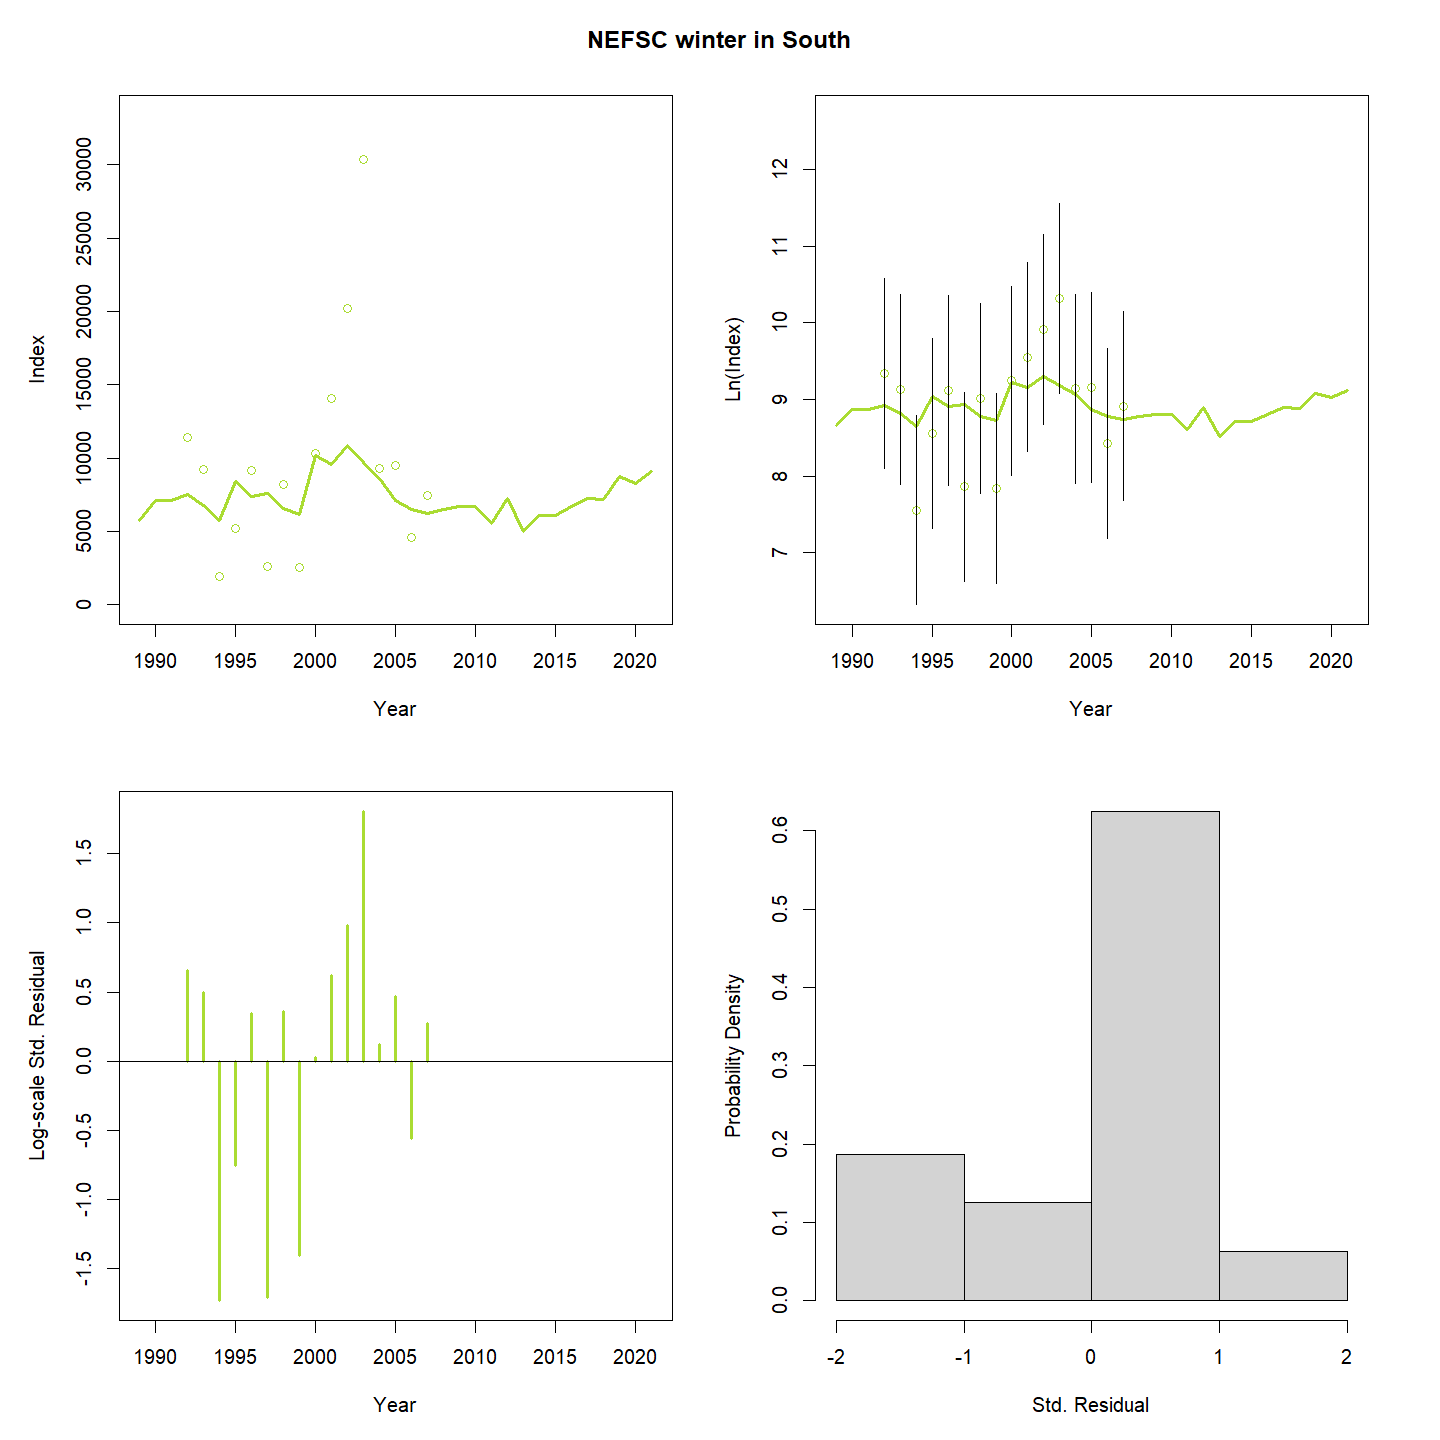 NEFSC winter in South
Index
0 5000 10000 15000 20000 25000 30000
1990 1995 2000 2005 2010 2015 2020
Year
Ln(Index)
7 8 9 10 11 12
1990 1995 2000 2005 2010 2015 2020
Year
Log-scale Std. Residual
-1.5 -1.0 -0.5 0.0 0.5 1.0 1.5
1990 1995 2000 2005 2010 2015 2020
Year
Probability Density
0.0 0.1 0.2 0.3 0.4 0.5 0.6
-2 -1 0 1 2
Std. Residual